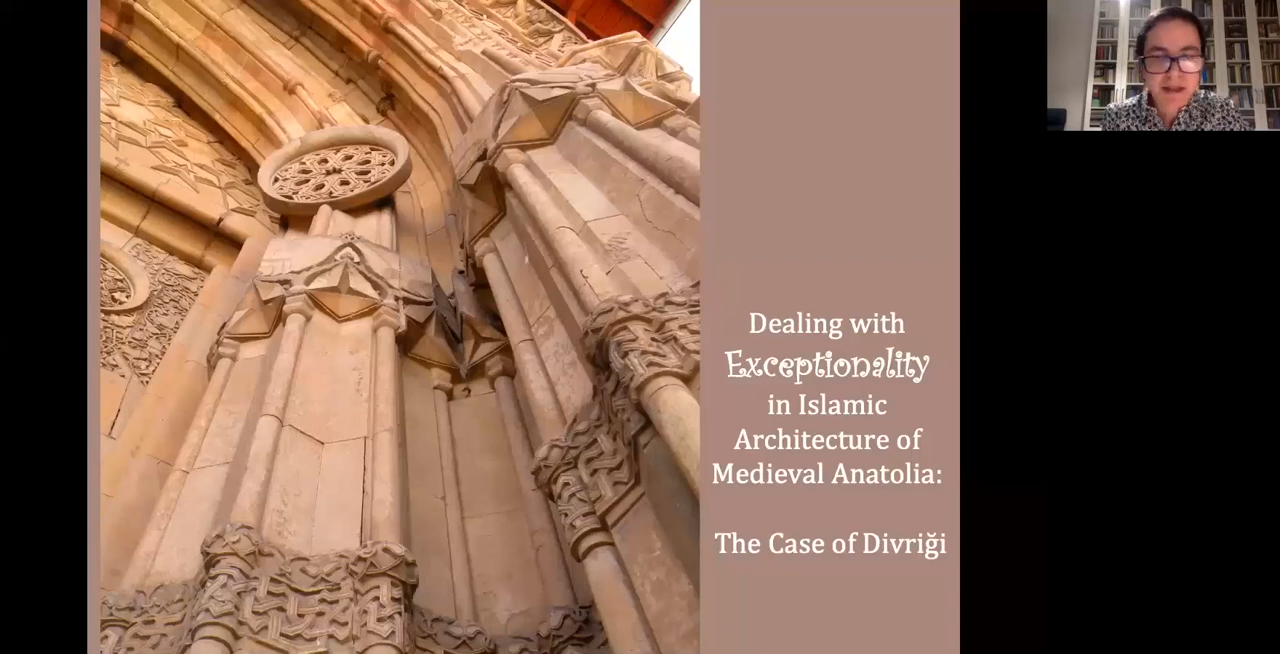 Dealing with
Exceptionality
in Islamic
Architecture of
Medieval Anatolia:
The Case of Divriği